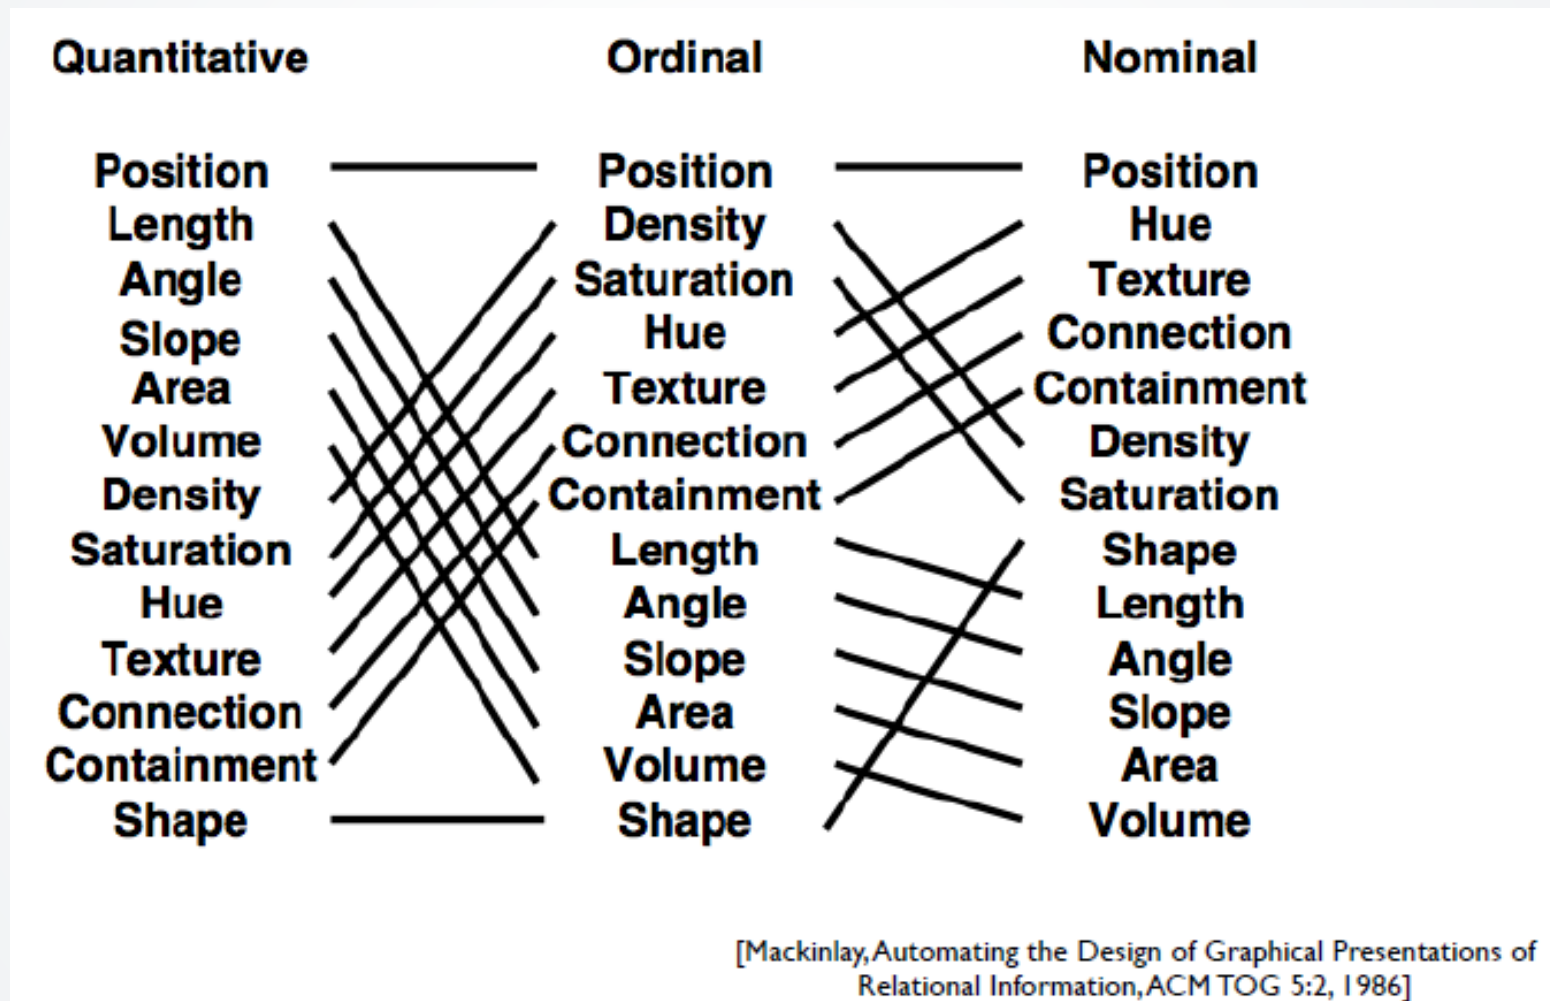 Quantitative Ordinal Nominal
Position Position Position
Length Density Hue
Angle Saturation Texture
Slope Hue Connection
Area Texture Containment
Volume Connection Density
Density Containment Saturation
Saturation Length Shape
Hue Angle Length
Texture Slope Angle
Connection Area Slope
Containment Volume Area
Shape Shape Volume
[Mackinlay, Automating the Design of Graphical Presentations of
Relational Information, ACM TOG 5:2, 1986]